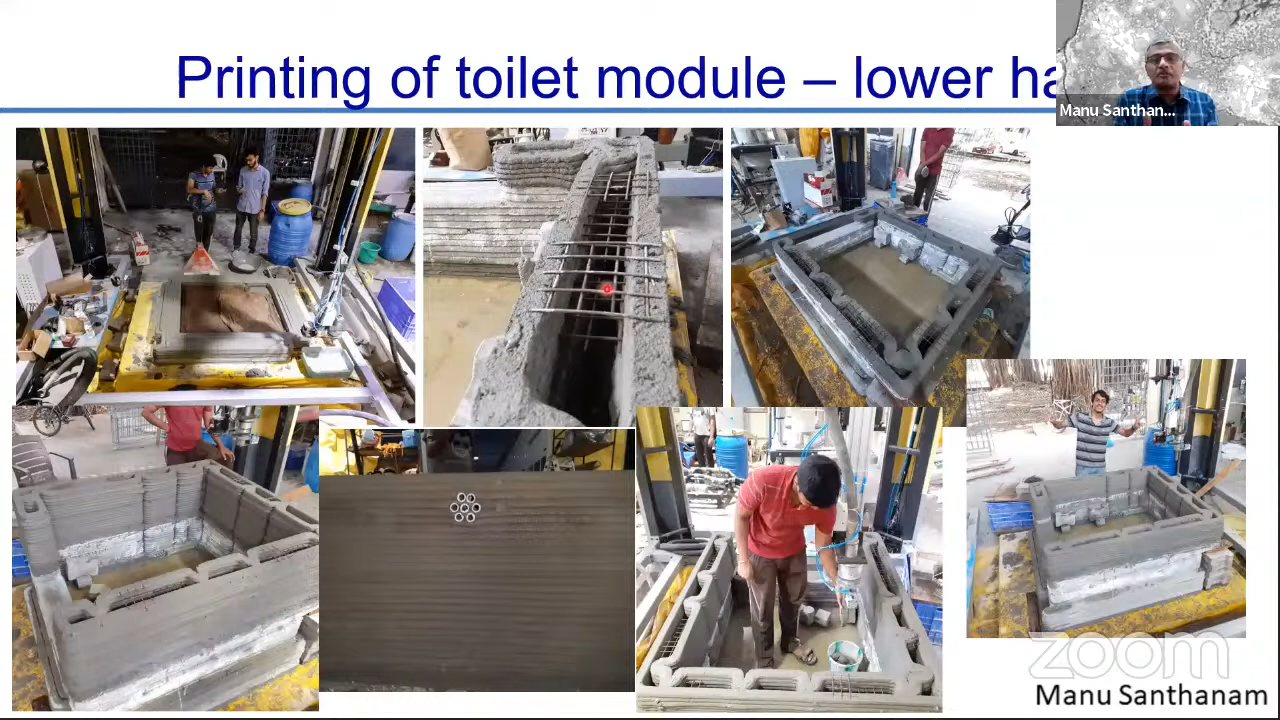 Printing of toilet module – lower ha
Manu Santhan...
zoom
Manu Santhanam